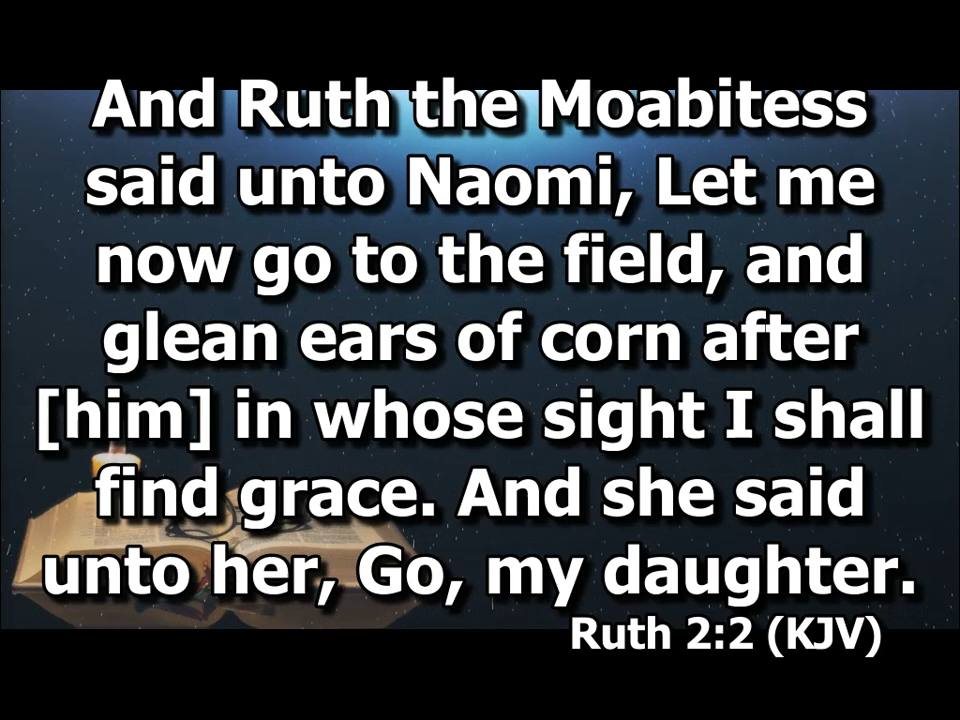 And Ruth the Moabitess
said unto Naomi, Let me
now go to the field, and
glean ears of corn after
[him] in whose sight I shall
find grace. And she said
unto her, Go, my daughter.
Ruth 2:2 (KJV)